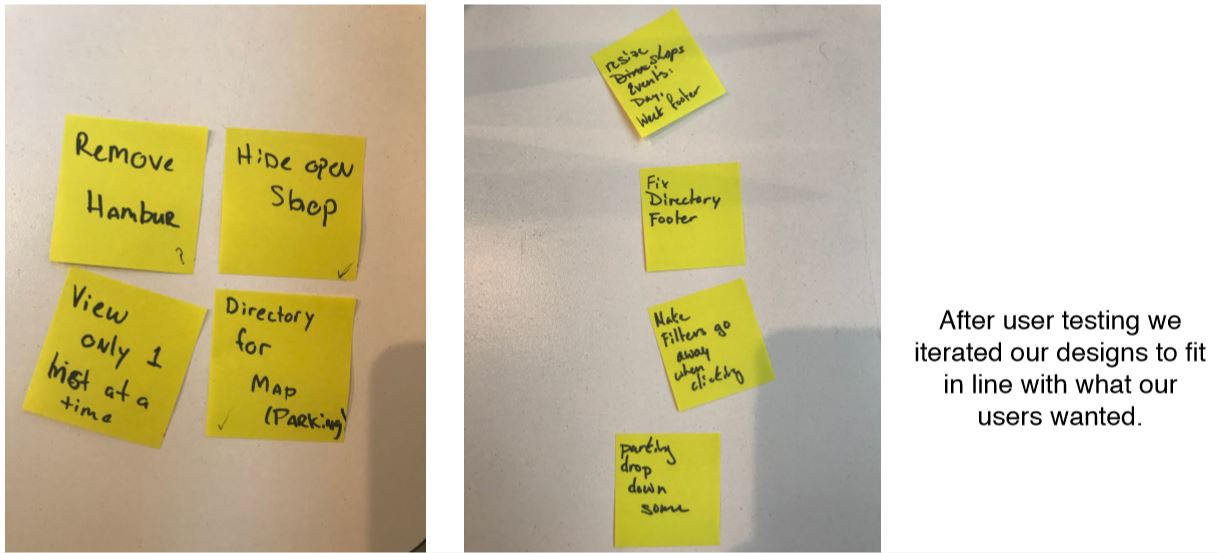 Remove
Hambur
?
Hide open
Shop
✓
View
only 1
list at a
time
Directory
for
Map
(Parking)
✓
resize
shops
Events:
Day,
Week footer
Fix
Directory
Footer
Make
Filters go
away
when
clicking
parking
drop
down
some
After user testing we
iterated our designs to fit
in line with what our
users wanted.